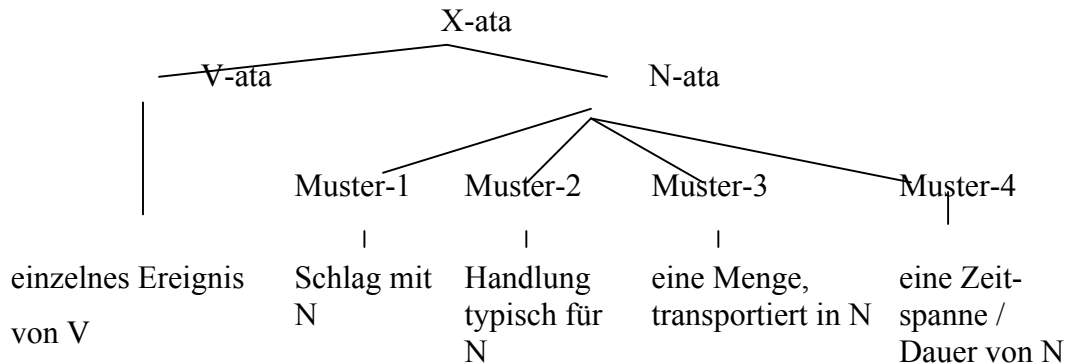 X-ata
V-ata N-ata
Muster-1 Muster-2 Muster-3 Muster-4
einzelnes Ereignis
von V
Schlag mit
N
Handlung
typisch für
N
eine Menge,
transportiert in N
eine Zeit-
spanne /
Dauer von N